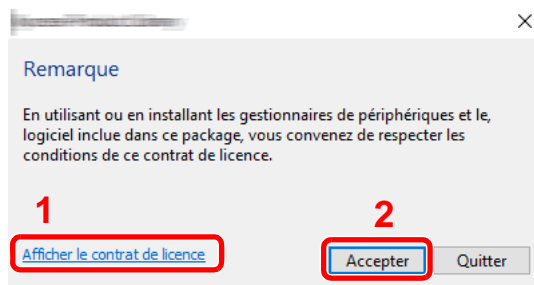 Remarque
En utilisant ou en installant les gestionnaires de périphériques et le,
logiciel inclue dans ce package, vous convenez de respecter les
conditions de ce contrat de licence.
1
2
Afficher le contrat de licence
Accepter
Quitter